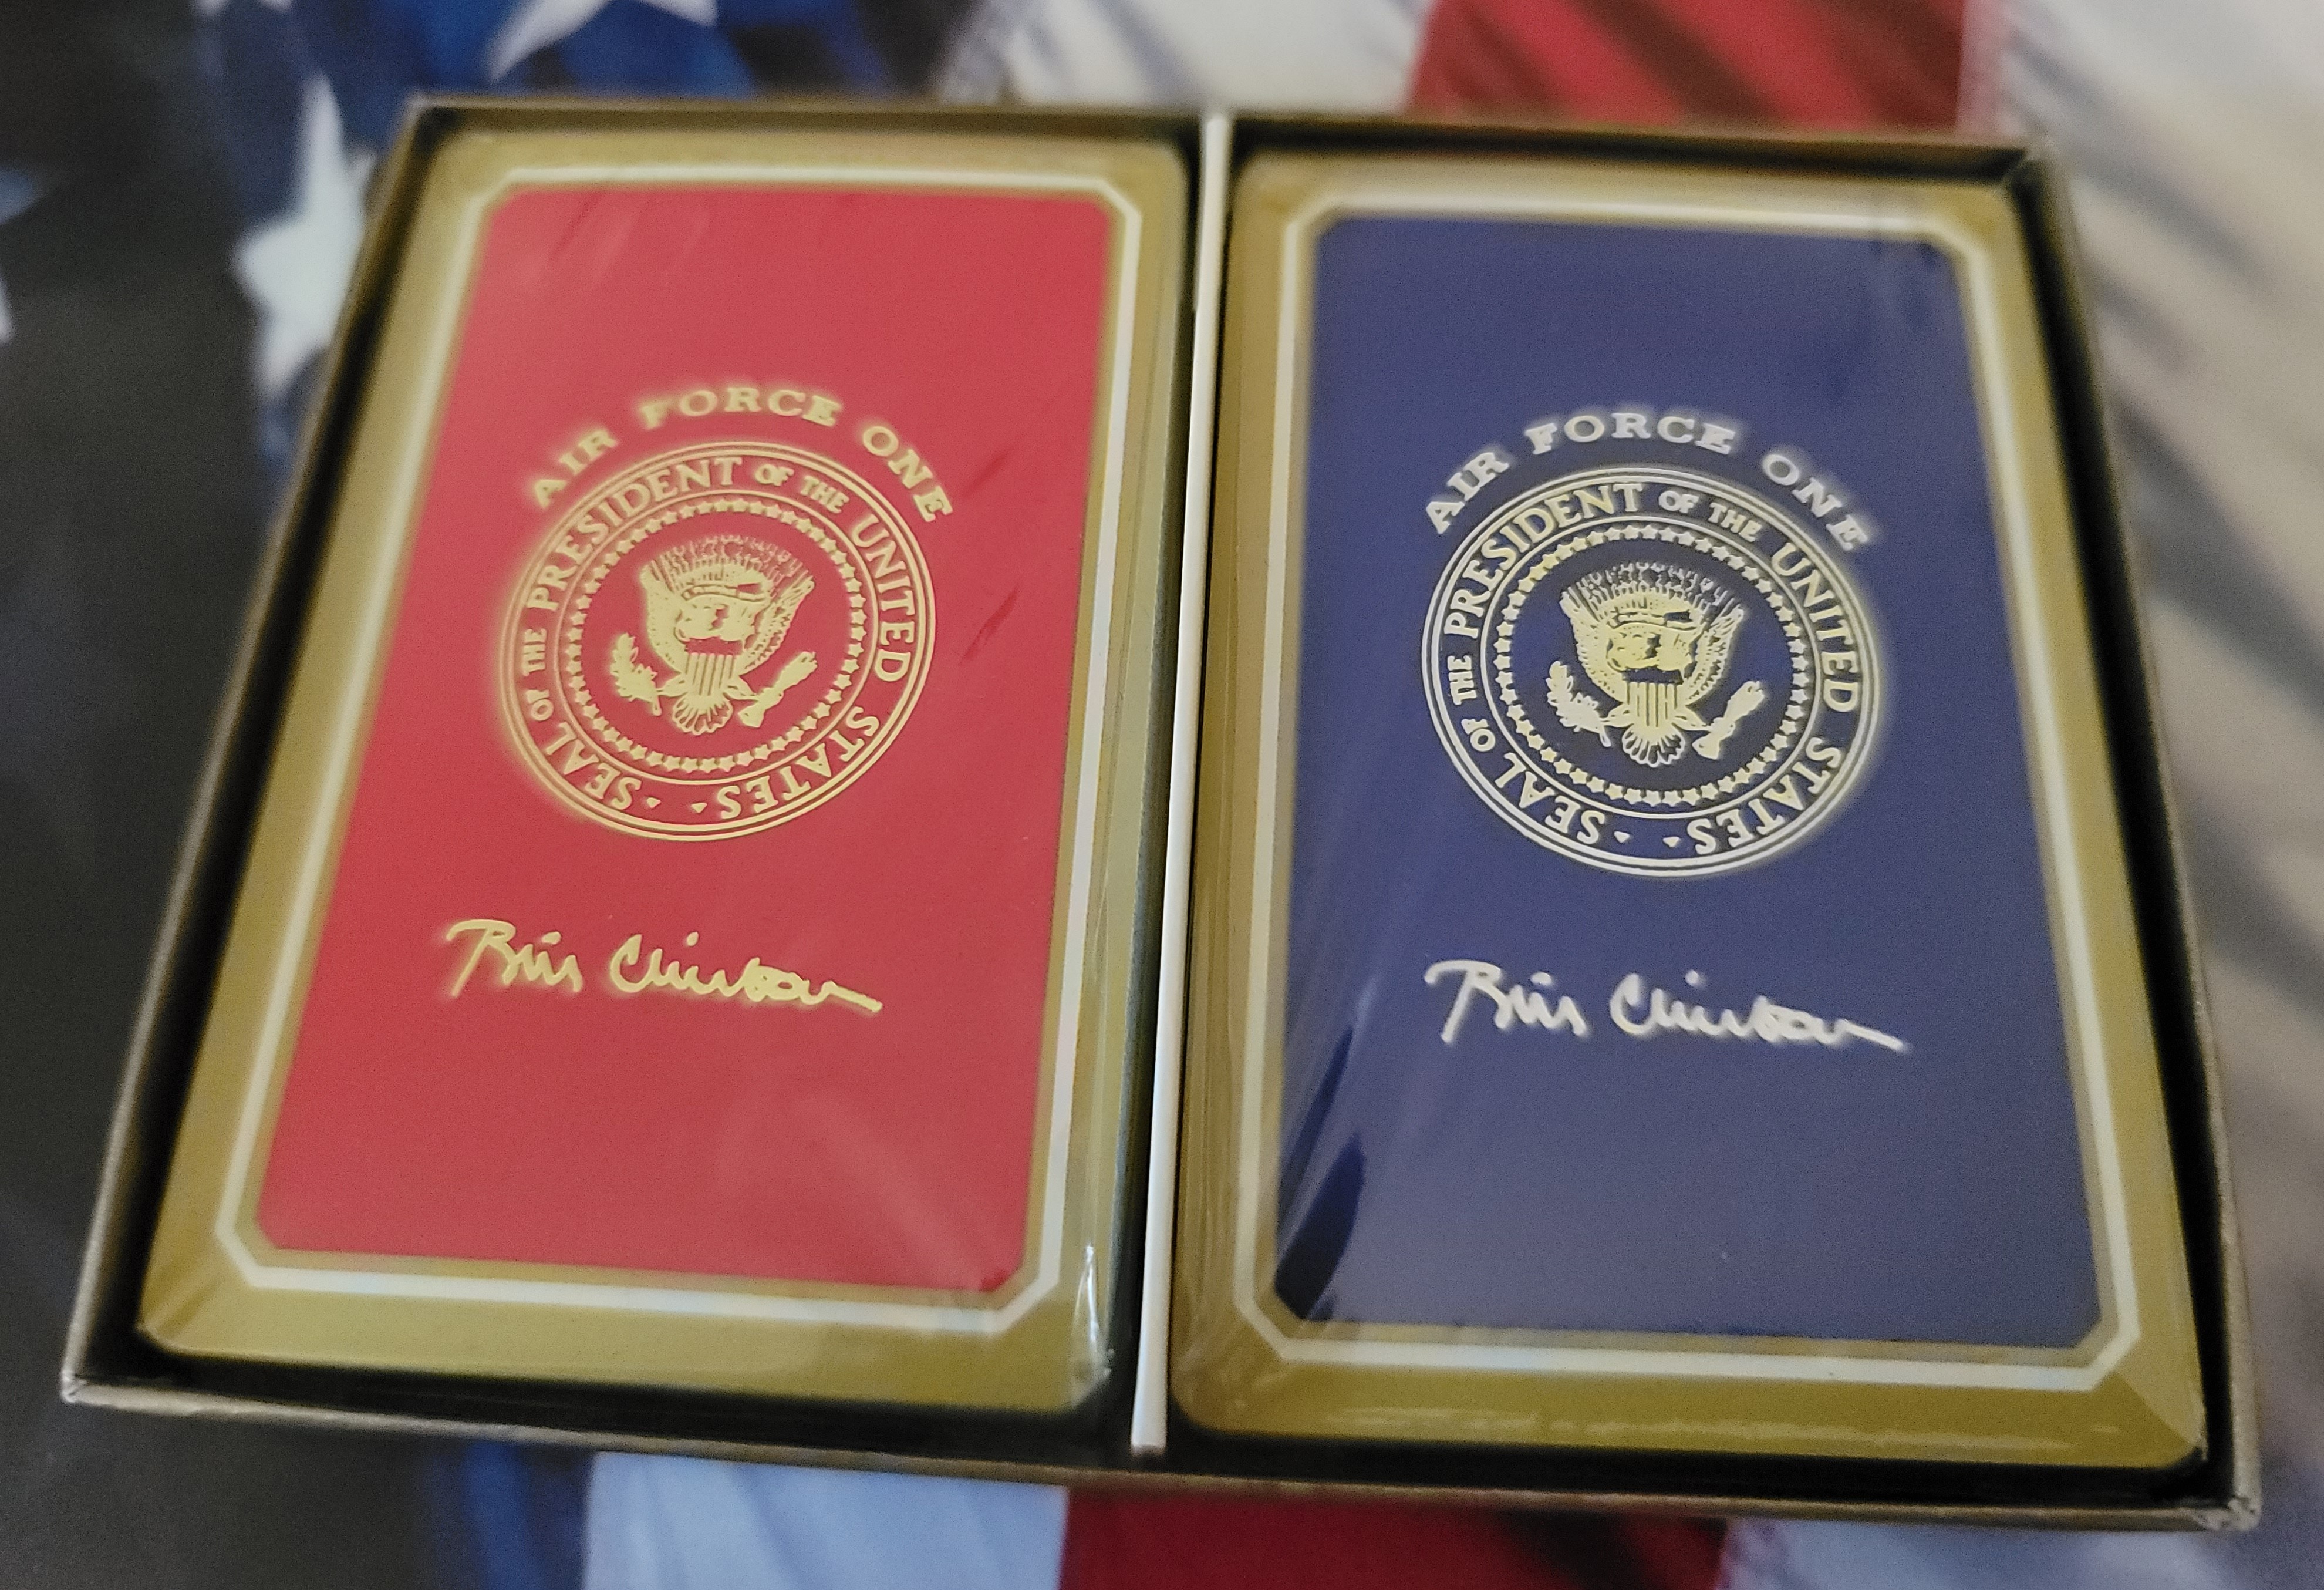 AIR FORCE ONE
SEAL OF THE PRESIDENT OF THE UNITED STATES
Bill Clinton
AIR FORCE ONE
SEAL OF THE PRESIDENT OF THE UNITED STATES
Bill Clinton